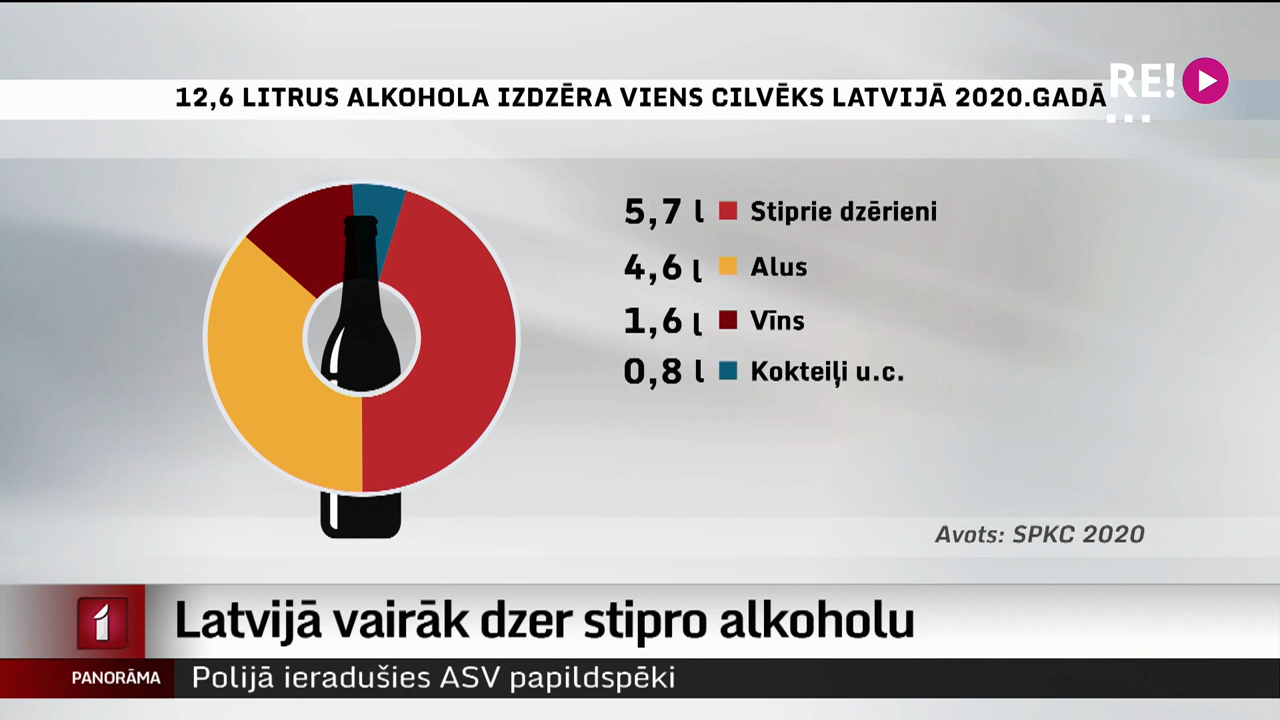 RE!
12,6 LITRUS ALKOHOLA IZDZĒRA VIENS CILVĒKS LATVIJĀ 2020.GADĀ
5,7 l Stiprie dzērieni
4,6 l Alus
1,6 l Vīns
0,8 l Kokteiļi u.c.
Avots: SPKC 2020
1 Latvijā vairāk dzer stipro alkoholu
PANORĀMA Polijā ieradušies ASV papildspēki